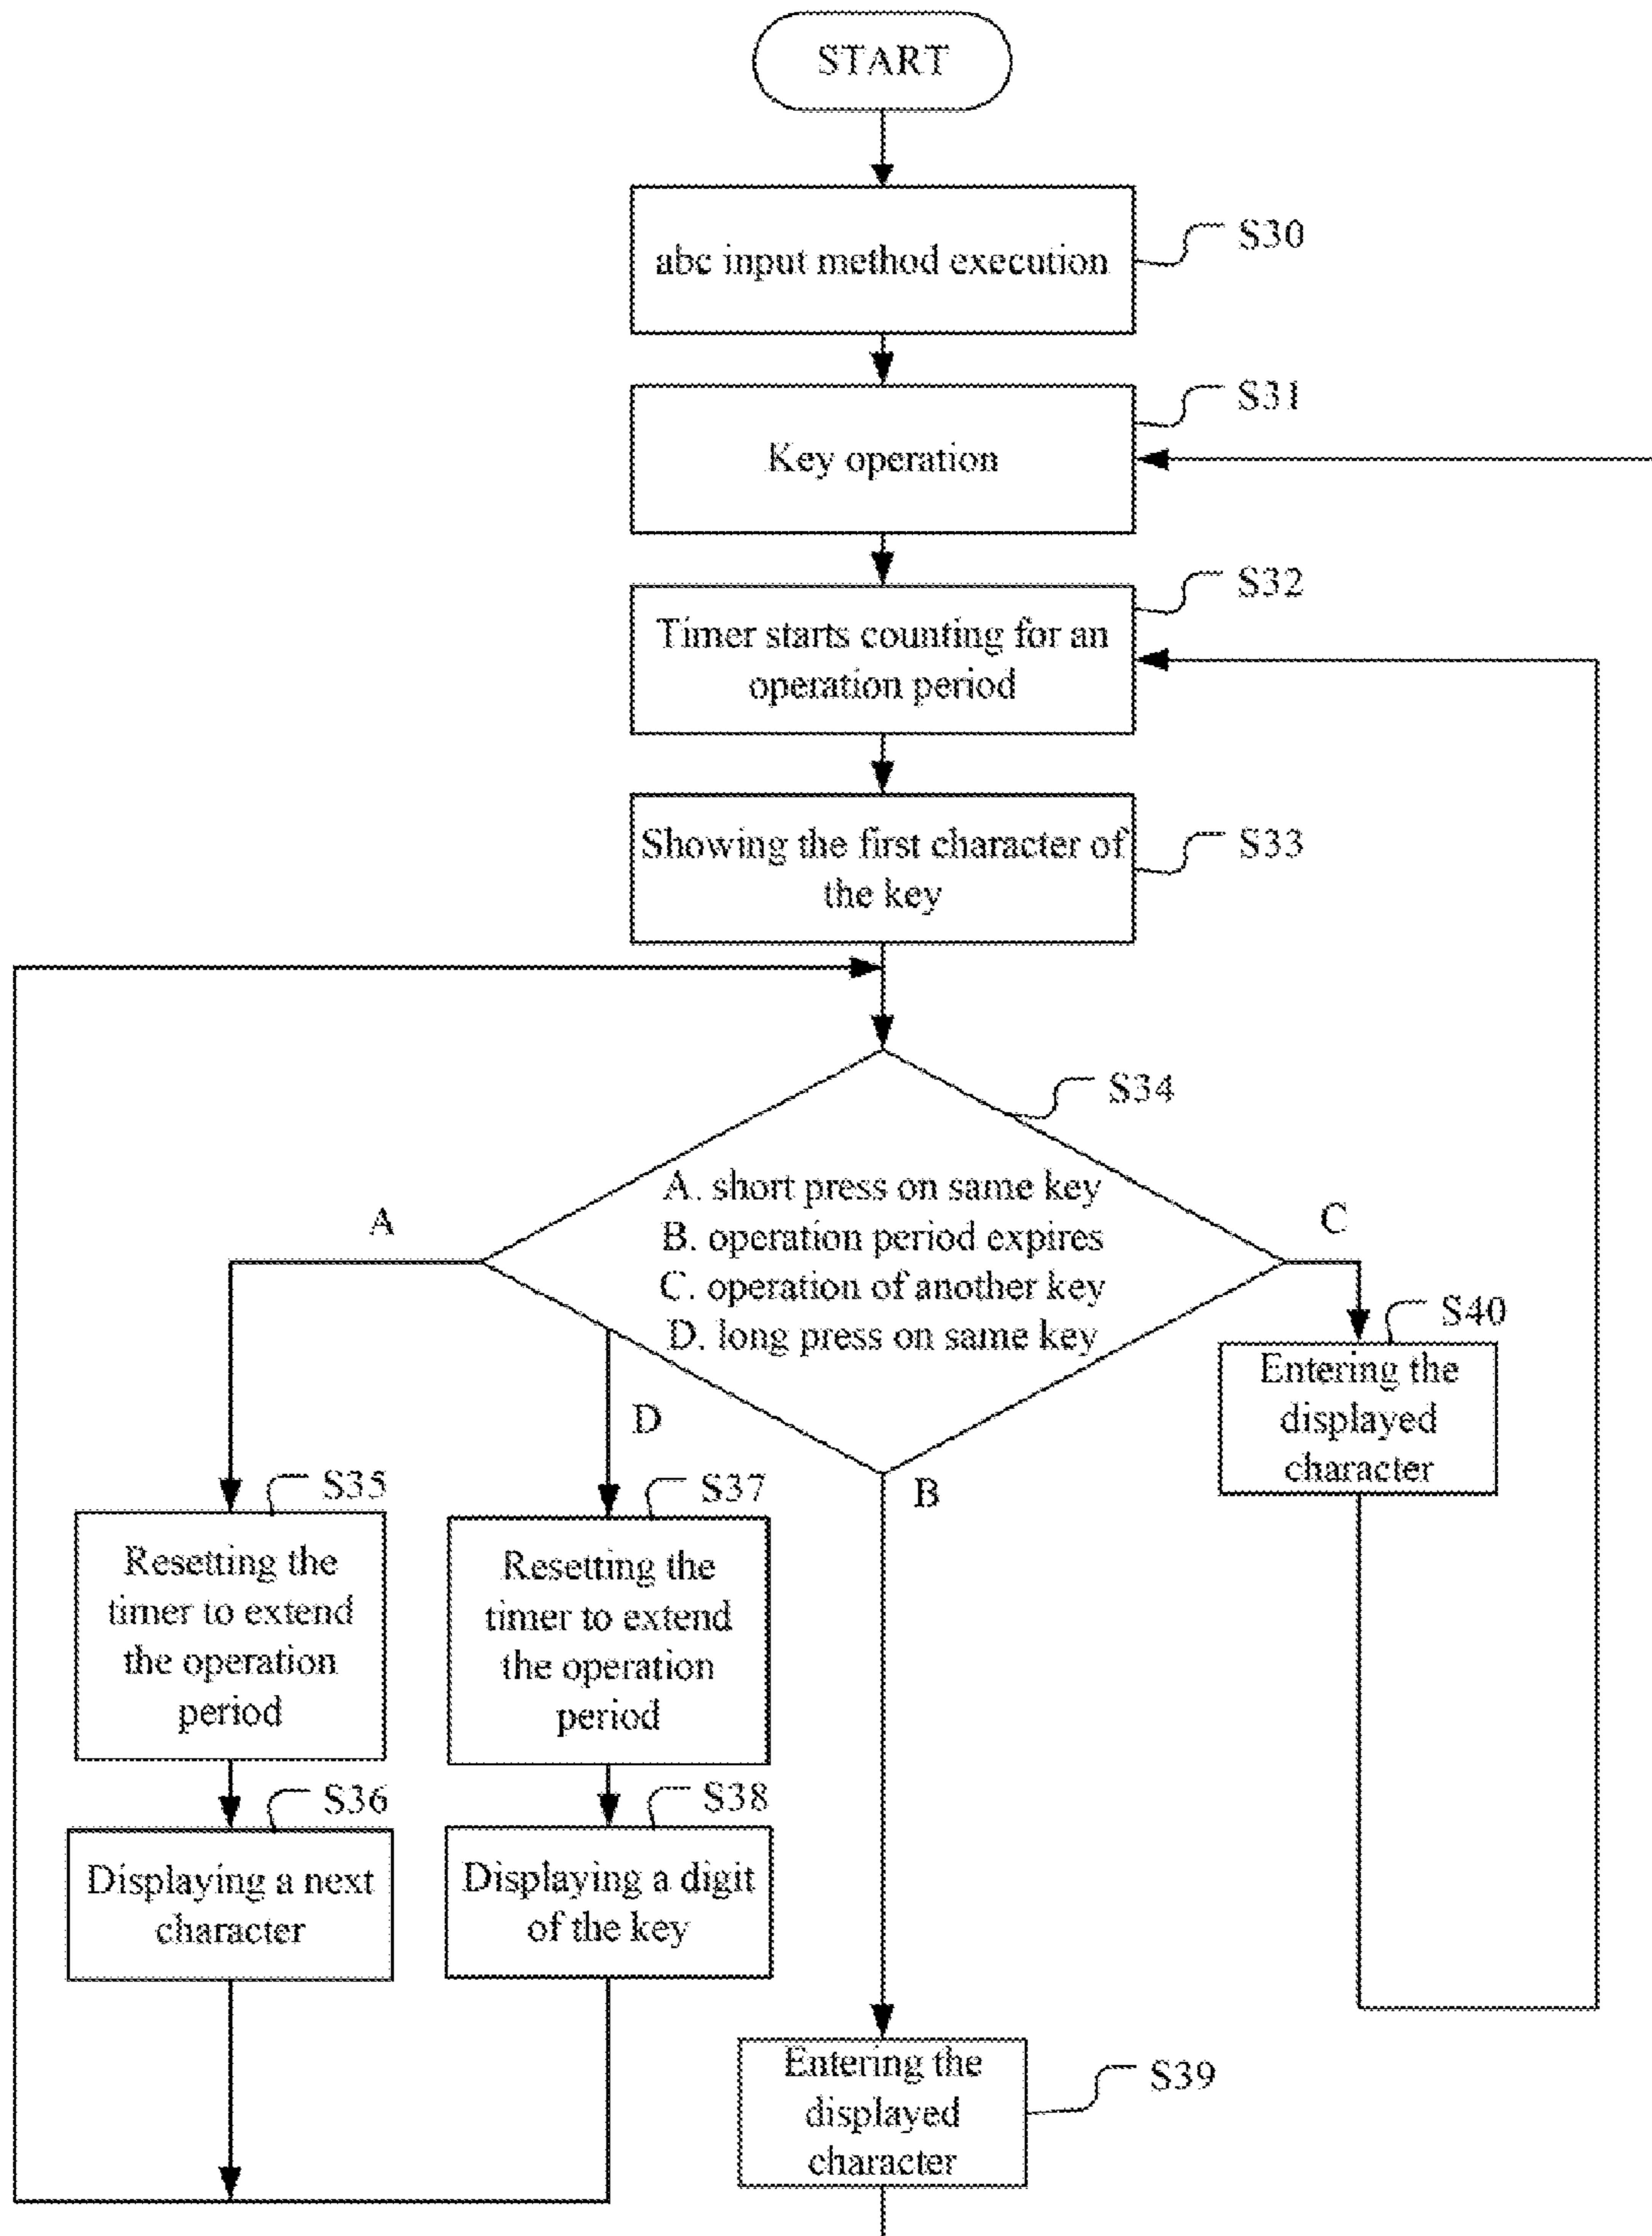 START
abc input method execution
S30
S31
Key operation
S32
Timer starts counting for an
operation period
Showing the first character of
the key
S33
S34
A. short press on same key
B. operation period expires
C. operation of another key
D. long press on same key
A
C
D
B
S40
Entering the
displayed
character
S35
Resetting the
timer to extend
the operation
period
S37
Resetting the
timer to extend
the operation
period
S36
Displaying a next
character
S38
Displaying a digit
of the key
Entering the
displayed
character
S39